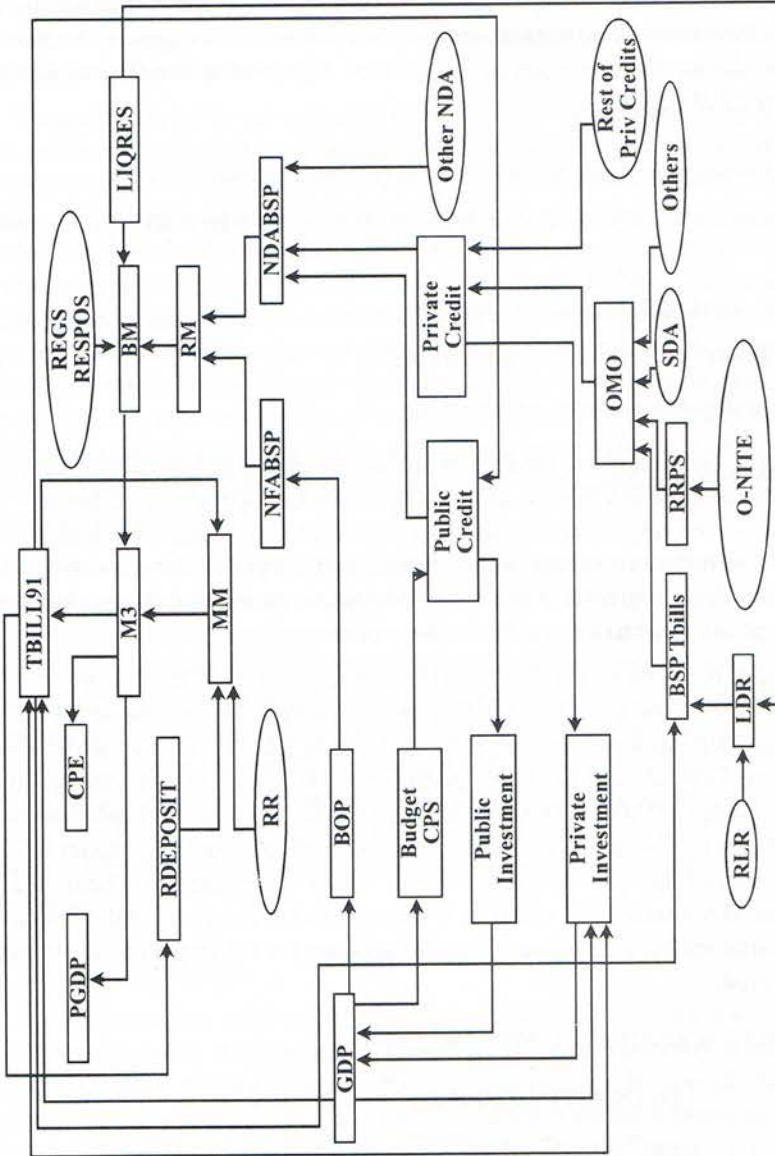 TBILL91
REGS
RESPOS
PGDP
CPE
M3
BM
LIQRES
RDEPOSIT
RM
MM
RR
NFABSP
NDABSP
GDP
BOP
Budget
CPS
Public
Credit
Private
Credit
Other NDA
Public
Investment
Private
Investment
OMO
Rest of
Priv Credits
BSP Tbills
RRPS
SDA
Others
RLR
LDR
O-NITE